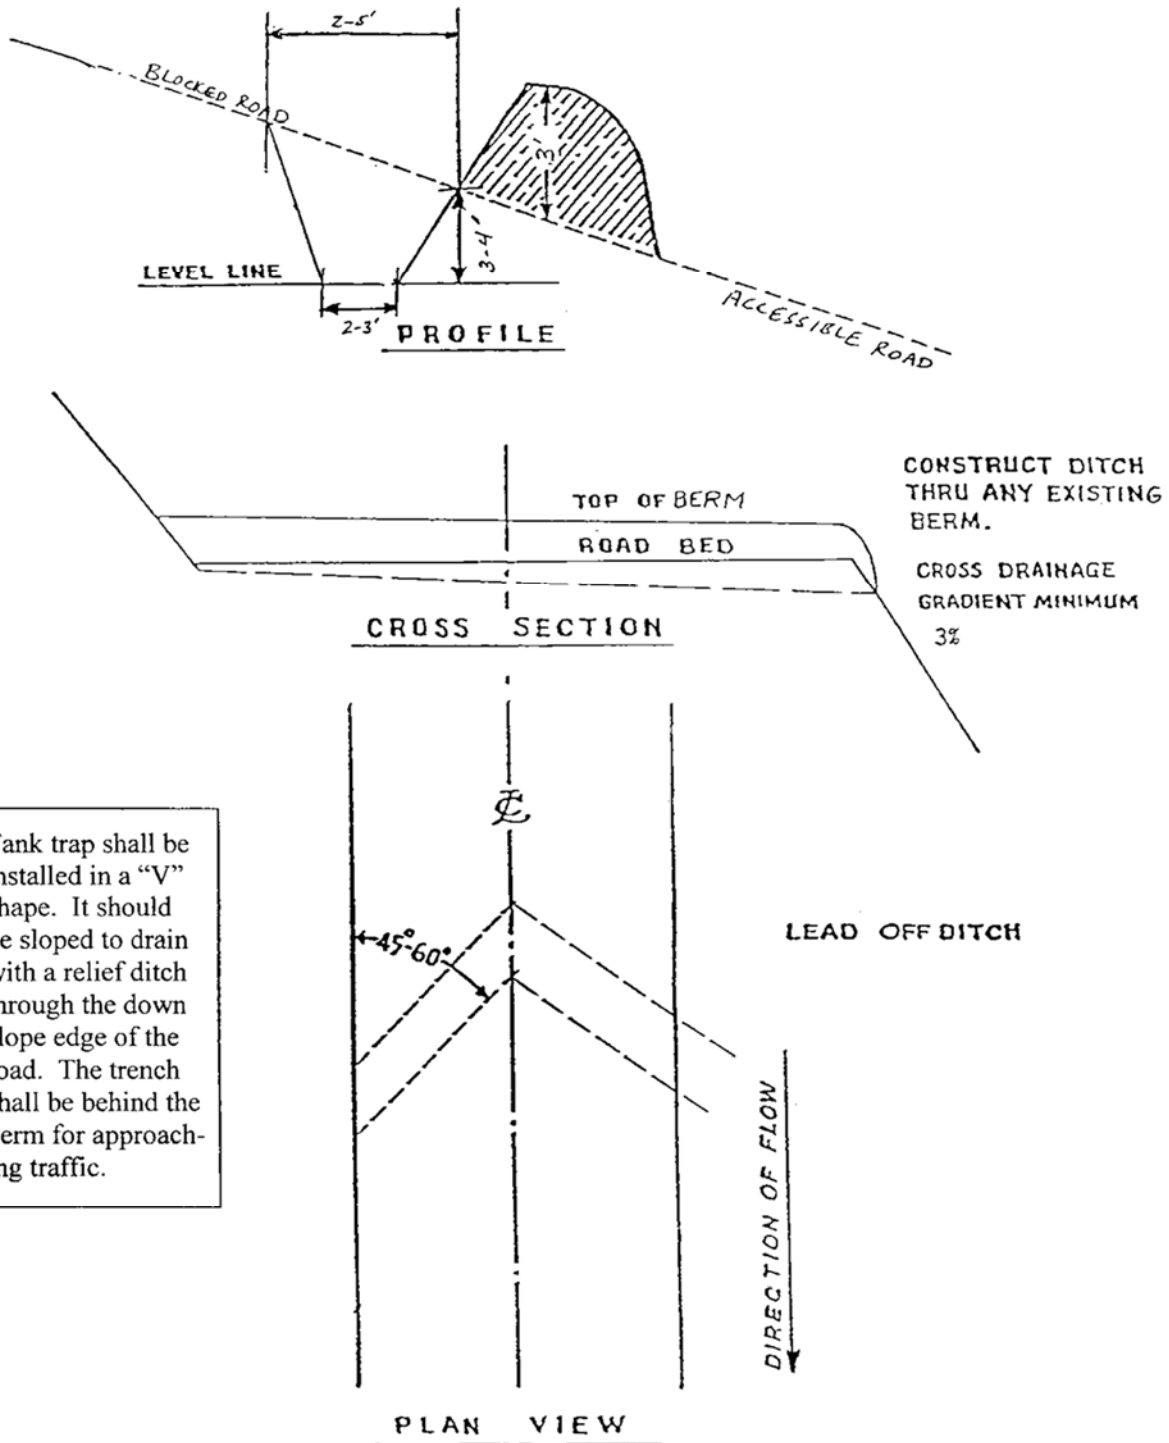 2-5'
BLOCKED ROAD
3'
3-4'
LEVEL LINE
2-3'
PROFILE
ACCESSIBLE ROAD
CONSTRUCT DITCH
THRU ANY EXISTING
BERM.
TOP OF BERM
ROAD BED
CROSS DRAINAGE
GRADIENT MINIMUM
3%
CROSS SECTION
℄
ank trap shall be
nstalled in a “V”
hape. It should
e sloped to drain
with a relief ditch
hrough the down
lope edge of the
oad. The trench
hall be behind the
erm for approach-
ng traffic.
45°-60°
LEAD OFF DITCH
DIRECTION OF FLOW
PLAN VIEW